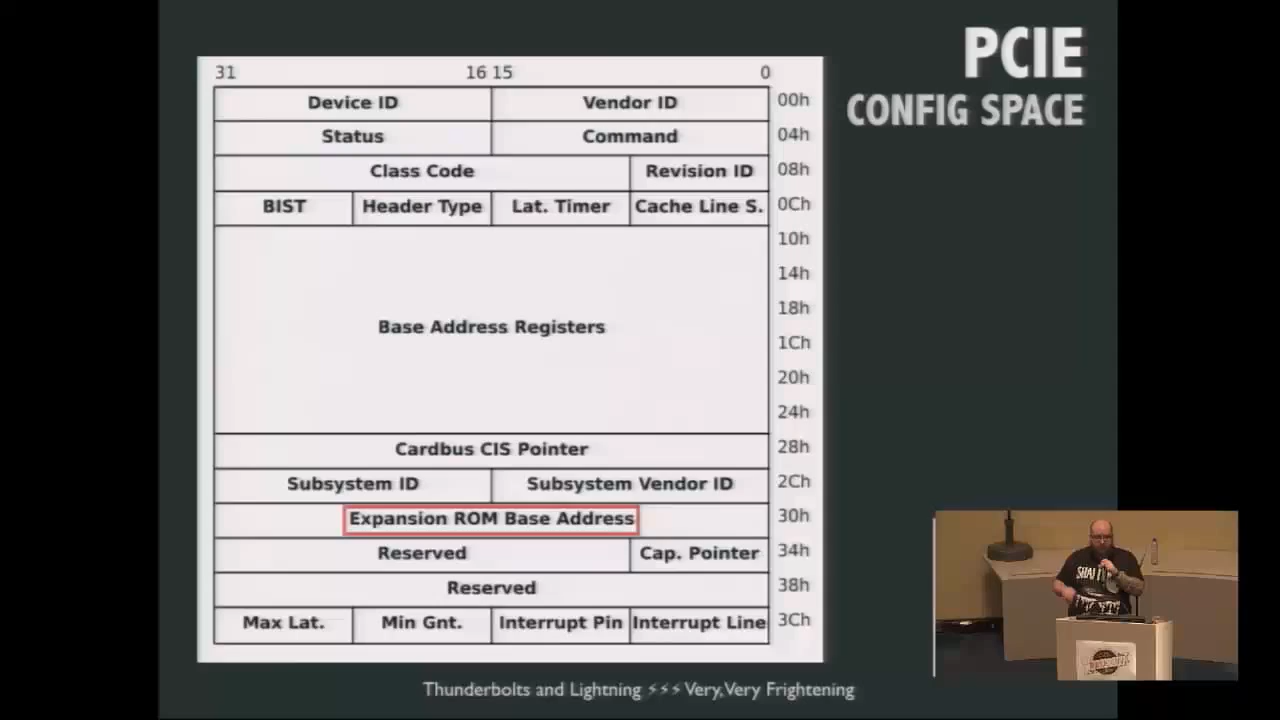 PCIE
CONFIG SPACE
31 16 15 0
Device ID Vendor ID 00h
Status Command 04h
Class Code Revision ID 08h
BIST Header Type Lat. Timer Cache Line S. 0Ch
10h
14h
18h
Base Address Registers
1Ch
20h
24h
Cardbus CIS Pointer 28h
Subsystem ID Subsystem Vendor ID 2Ch
Expansion ROM Base Address 30h
Reserved Cap. Pointer 34h
Reserved 38h
Max Lat. Min Gnt. Interrupt Pin Interrupt Line 3Ch
Thunderbolts and Lightning ⚡⚡⚡ Very, Very Frightening